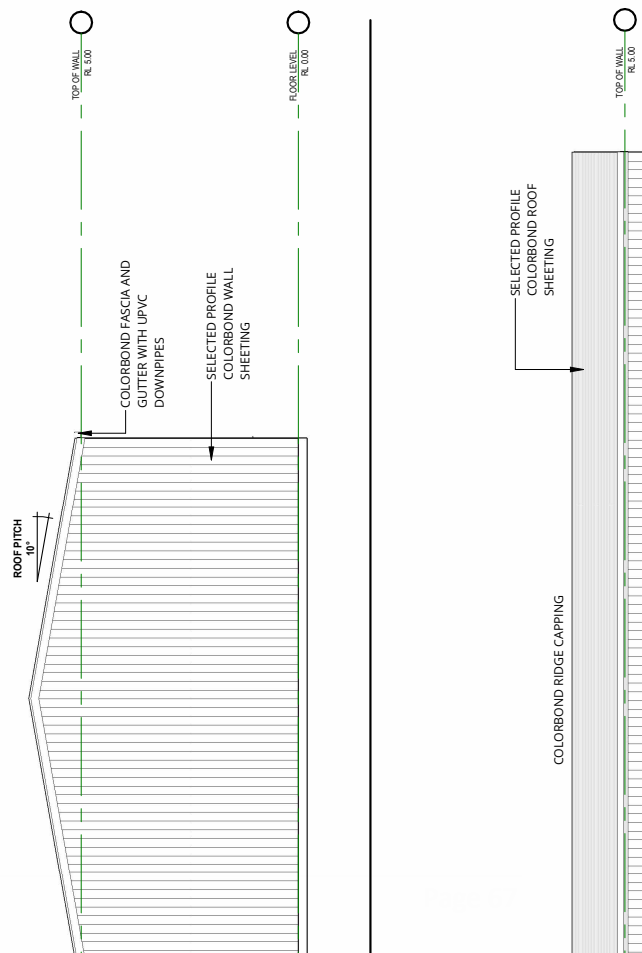 TOP OF WALL
RL 5.00
FLOOR LEVEL
RL 0.00
COLORBOND FASCIA AND
GUTTER WITH UPVC
DOWNPIPES
SELECTED PROFILE
COLORBOND WALL
SHEETING
ROOF PITCH
10°
TOP OF WALL
RL 5.00
SELECTED PROFILE
COLORBOND ROOF
SHEETING
COLORBOND RIDGE CAPPING